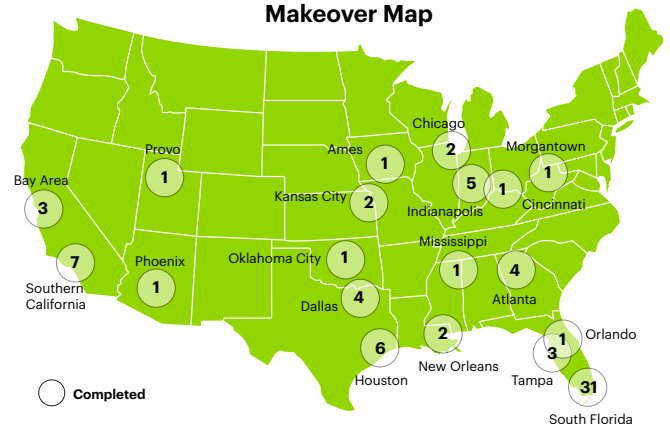 Makeover Map
Chicago
2
Morgantown
1
Provo
1
Ames
1
Bay Area
3
Kansas City
2
Indianapolis
5
1
Cincinnati
Mississippi
1
Southern
California
7
Phoenix
1
Oklahoma City
1
Atlanta
4
Dallas
4
Houston
6
New Orleans
2
Orlando
1
Tampa
3
31
South Florida
Completed